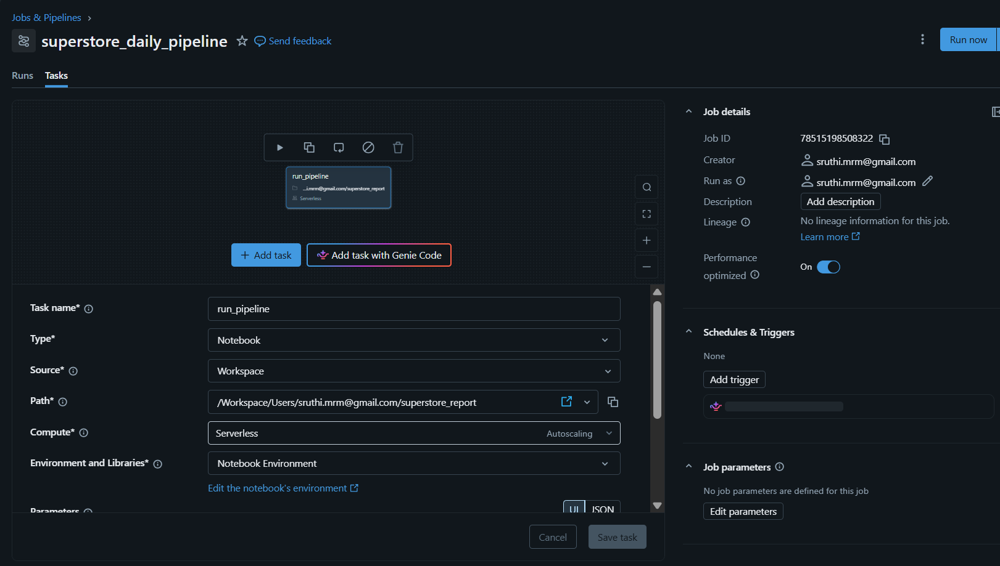 Jobs & Pipelines
superstore_daily_pipeline
Send feedback
Run now
Runs
Tasks
run_pipeline
...i.mrm@gmail.com/superstore_report
Serverless
Add task
Add task with Genie Code
Task name*
run_pipeline
Type*
Notebook
Source*
Workspace
Path*
/Workspace/Users/sruthi.mrm@gmail.com/superstore_report
Compute*
Serverless
Autoscaling
Environment and Libraries*
Notebook Environment
Edit the notebook's environment
Parameters
UI
JSON
Cancel
Save task
Job details
Job ID
78515198508322
Creator
sruthi.mrm@gmail.com
Run as
sruthi.mrm@gmail.com
Description
Add description
Lineage
No lineage information for this job.
Learn more
Performance
optimized
On
Schedules & Triggers
None
Add trigger
Job parameters
No job parameters are defined for this job
Edit parameters